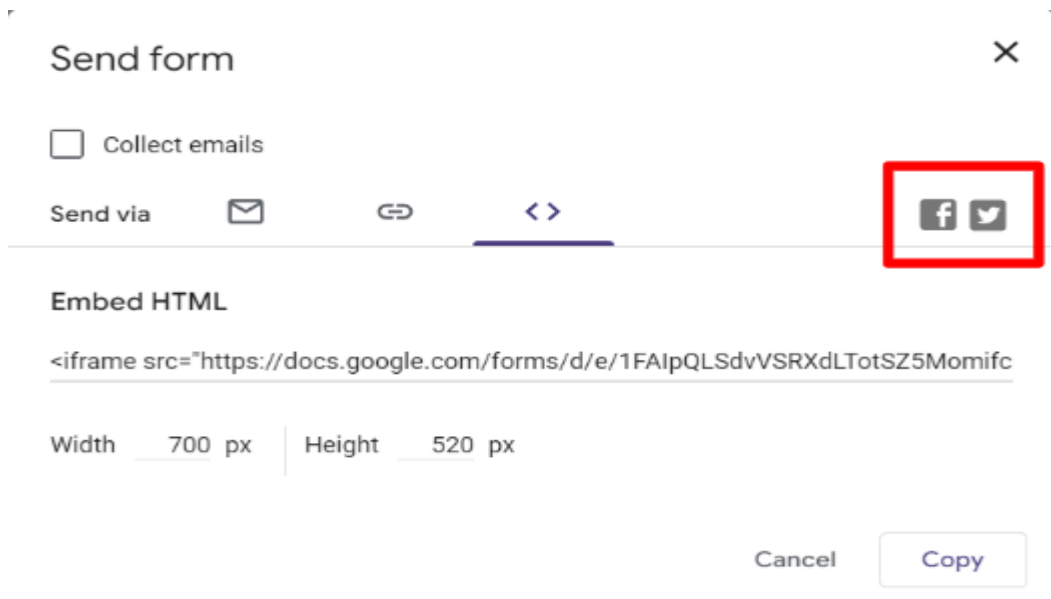 Send form
Collect emails
Send via
Embed HTML
<iframe src="https://docs.google.com/forms/d/e/1FAIpQLSdvVSRXdLTotSZ5Momifc
Width 700 px Height 520 px
Cancel Copy